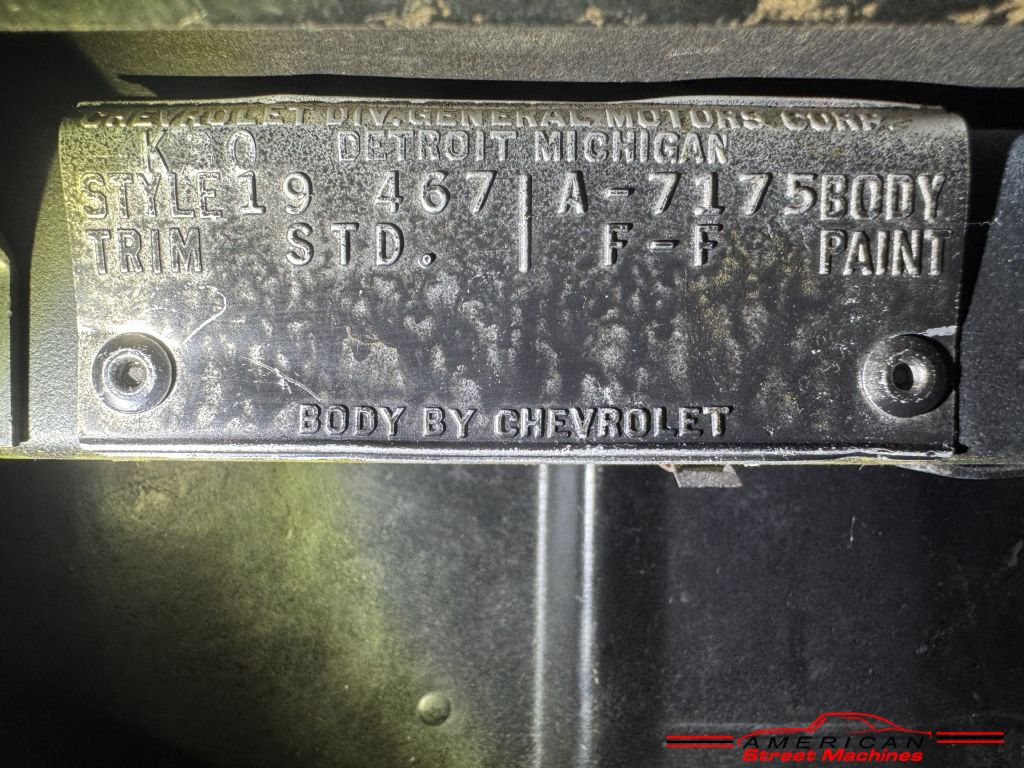 CHEVROLET DIV. GENERAL MOTORS CORP.
DETROIT MICHIGAN
STYLE 19 467 | A-7175 BODY
TRIM STD. | F-F PAINT
BODY BY CHEVROLET
AMERICAN
Street Machines